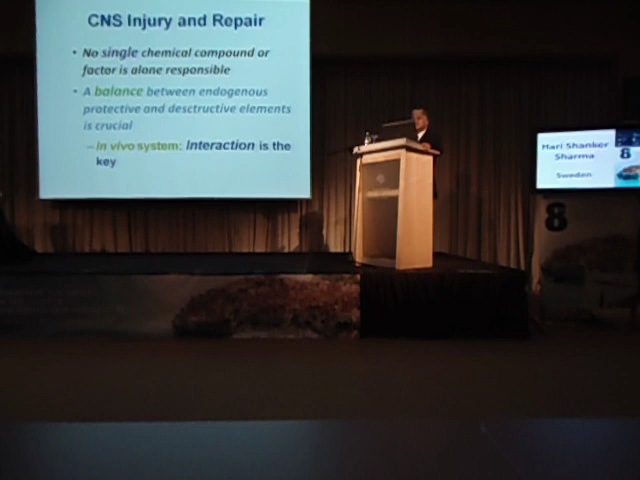 CNS Injury and Repair
• No single chemical compound or
factor is alone responsible
• A balance between endogenous
protective and desctructive elements
is crucial
– In vivo system: Interaction is the
key
Hari Shanker
Sharma
Sweden
8
8